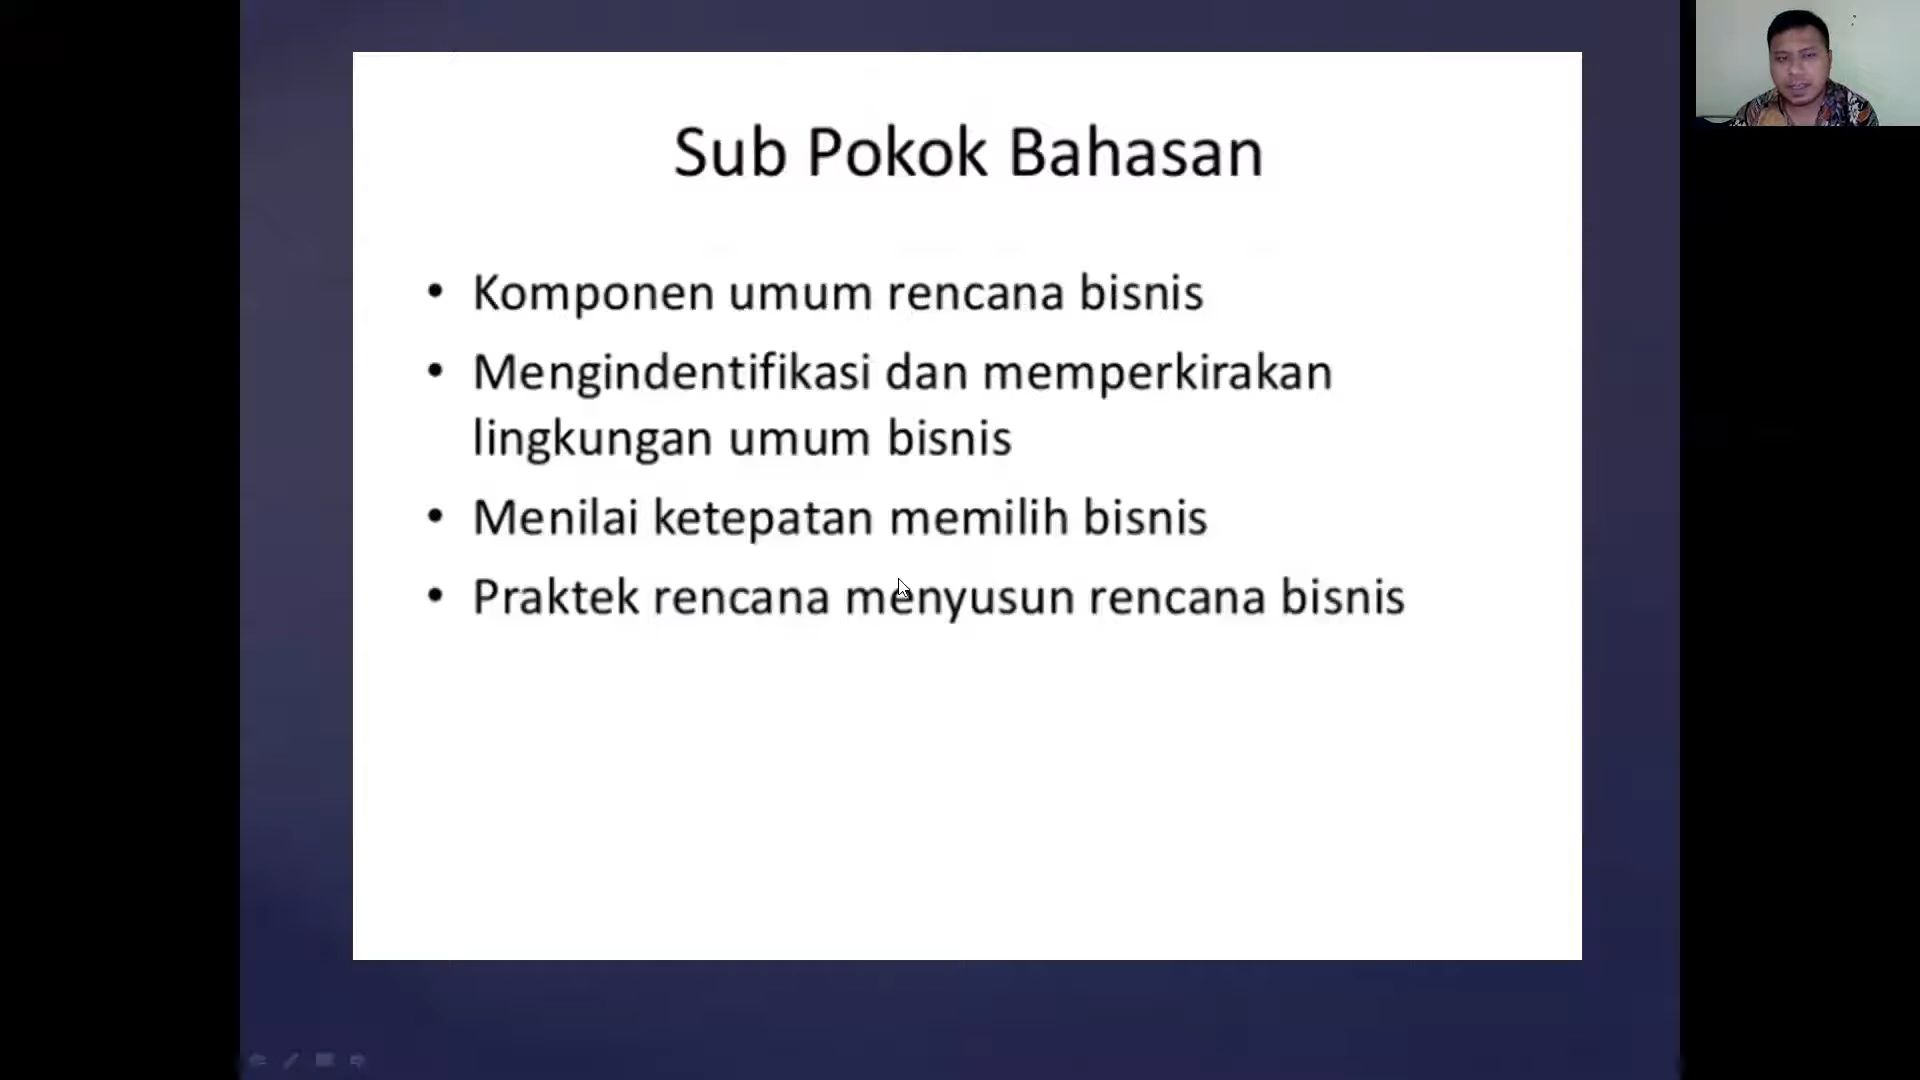 Sub Pokok Bahasan
• Komponen umum rencana bisnis
• Mengindentifikasi dan memperkirakan
lingkungan umum bisnis
• Menilai ketepatan memilih bisnis
• Praktek rencana menyusun rencana bisnis